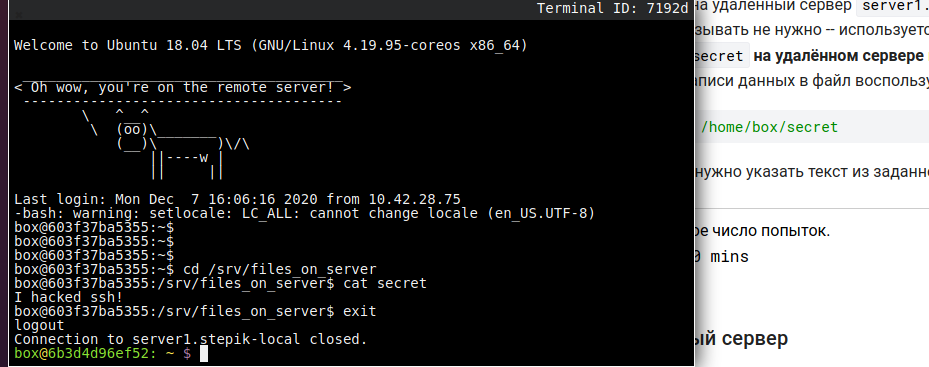 Terminal ID: 7192d
Welcome to Ubuntu 18.04 LTS (GNU/Linux 4.19.95-coreos x86_64)
 ______________________________________
< Oh wow, you're on the remote server! >
 --------------------------------------
        \   ^__^
         \  (oo)\_______
            (__)\       )\/\
                ||----w |
                ||     ||
Last login: Mon Dec  7 16:06:16 2020 from 10.42.28.75
-bash: warning: setlocale: LC_ALL: cannot change locale (en_US.UTF-8)
box@603f37ba5355:~$
box@603f37ba5355:~$
box@603f37ba5355:~$
box@603f37ba5355:~$ cd /srv/files_on_server
box@603f37ba5355:/srv/files_on_server$ cat secret
I hacked ssh!
box@603f37ba5355:/srv/files_on_server$ exit
logout
Connection to server1.stepik-local closed.
box@6b3d4d96ef52: ~ $
на удаленный сервер server1.
зывать не нужно -- используетс
secret на удалённом сервере
аписи данных в файл воспользу
/home/box/secret
нужно указать текст из заданно
ое число попыток.
0 mins
ый сервер